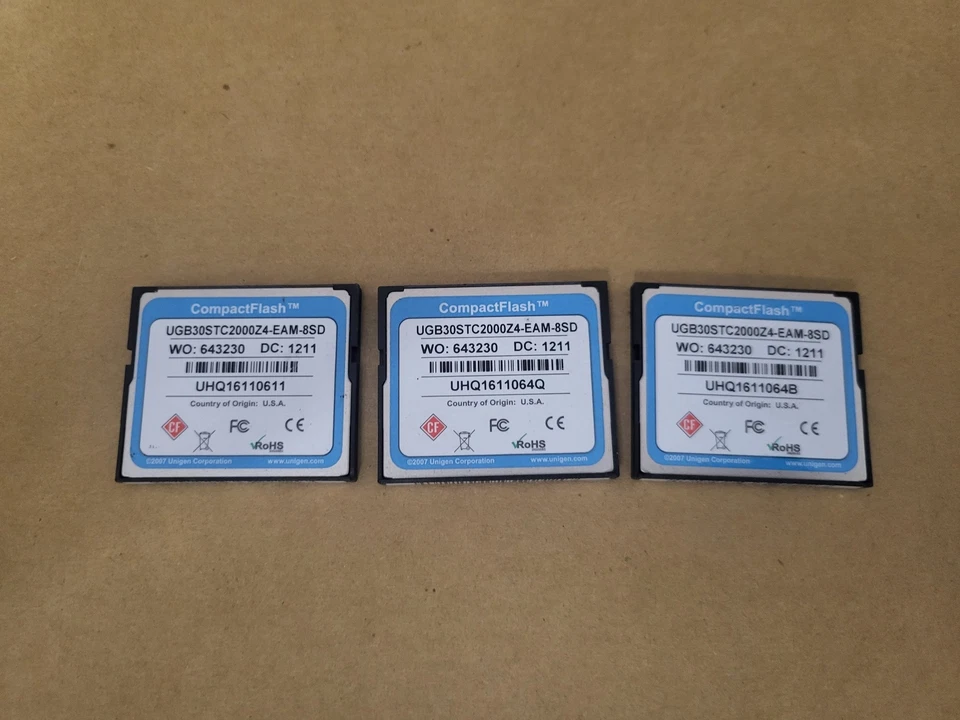 CompactFlash™
UGB30STC2000Z4-EAM-8SD
WO: 643230 DC: 1211
UHQ16110611
Country of Origin: U.S.A.
CF FC CE
RoHS
©2007 Unigen Corporation www.unigen.com
CompactFlash™
UGB30STC2000Z4-EAM-8SD
WO: 643230 DC: 1211
UHQ1611064Q
Country of Origin: U.S.A.
CF FC CE
RoHS
©2007 Unigen Corporation www.unigen.com
CompactFlash™
UGB30STC2000Z4-EAM-8SD
WO: 643230 DC: 1211
UHQ1611064B
Country of Origin: U.S.A.
CF FC CE
RoHS
©2007 Unigen Corporation www.unigen.com